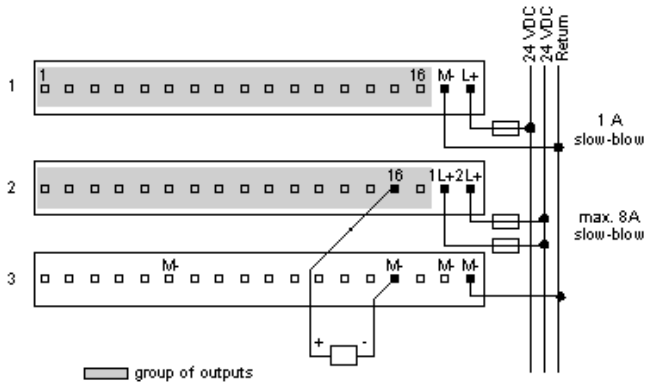 24 VDC
24 VDC
Return
1
1
16
M-
L+
1 A
slow-blow
2
16
1L+2L+
max. 8A
slow-blow
3
M-
M-
M-
M-
+
-
group of outputs